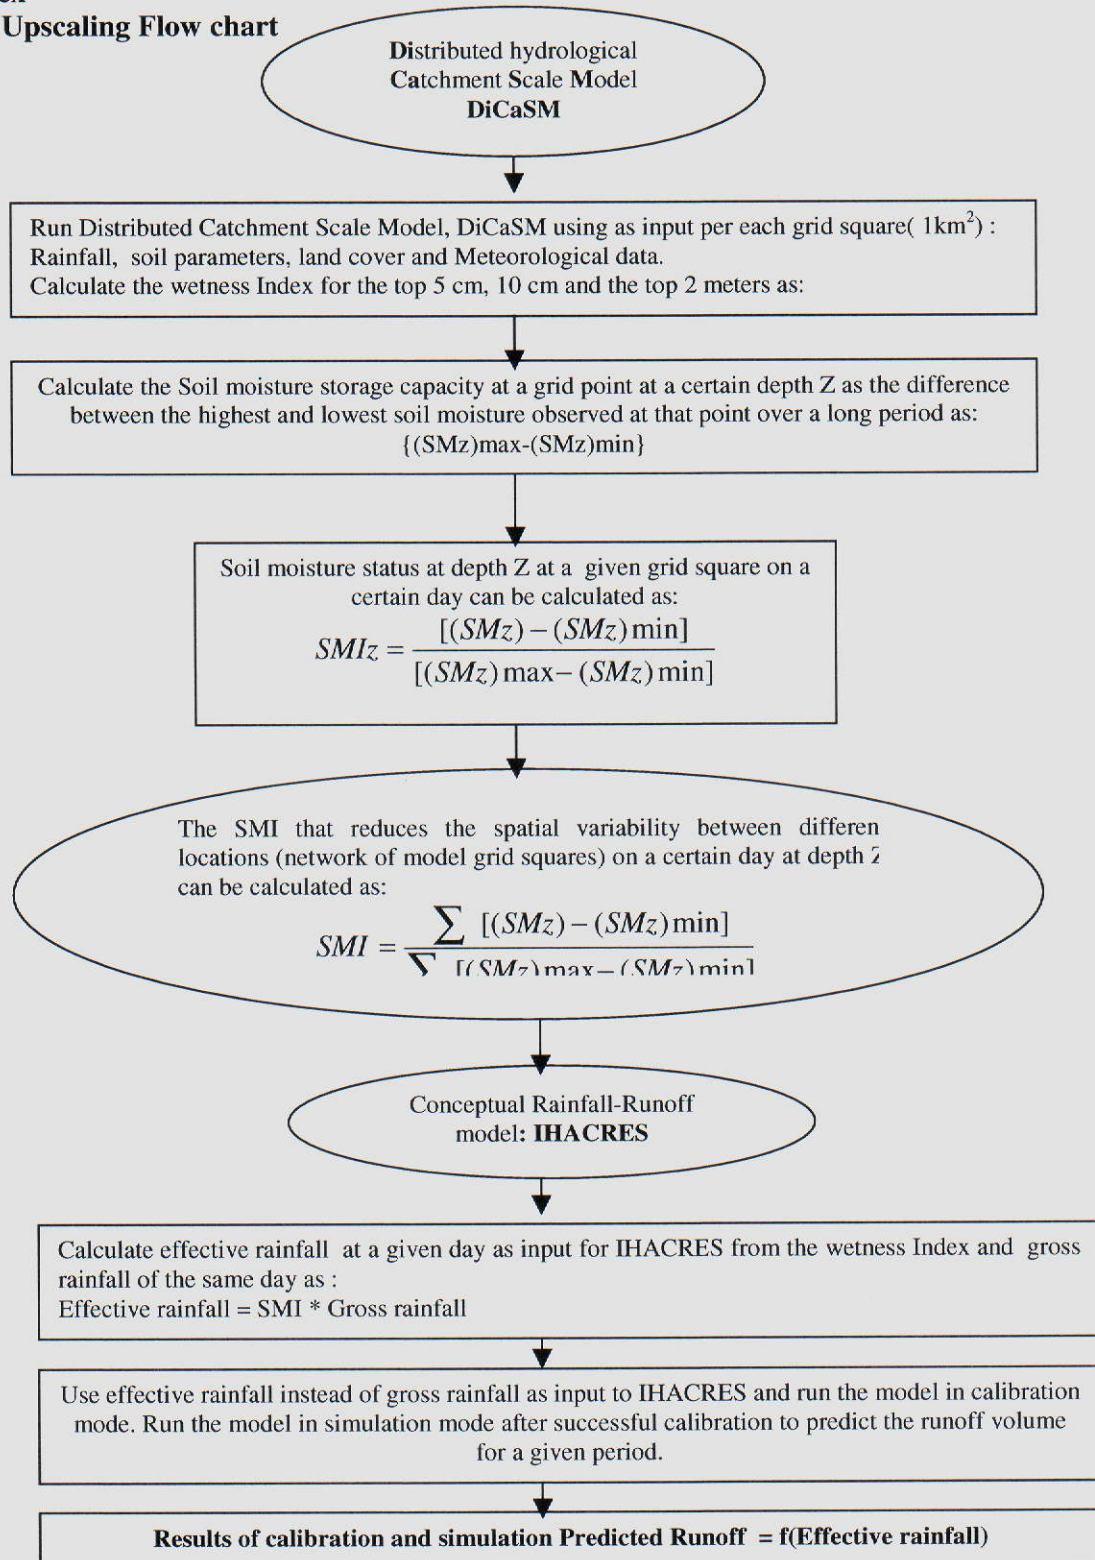 Upscaling Flow chart
Distributed hydrological
Catchment Scale Model
DiCaSM
Run Distributed Catchment Scale Model, DiCaSM using as input per each grid square( 1km²) :
Rainfall, soil parameters, land cover and Meteorological data.
Calculate the wetness Index for the top 5 cm, 10 cm and the top 2 meters as:
Calculate the Soil moisture storage capacity at a grid point at a certain depth Z as the difference
between the highest and lowest soil moisture observed at that point over a long period as:
{(SMz)max-(SMz)min}
Soil moisture status at depth Z at a given grid square on a
certain day can be calculated as:
SMIz = [(SMz) – (SMz) min]
[(SMz) max– (SMz) min]
The SMI that reduces the spatial variability between differen
locations (network of model grid squares) on a certain day at depth Z
can be calculated as:
SMI = ∑ [(SMz) – (SMz) min]
∑ [(SMz) max – (SMz) min]
Conceptual Rainfall-Runoff
model: IHACRES
Calculate effective rainfall at a given day as input for IHACRES from the wetness Index and gross
rainfall of the same day as :
Effective rainfall = SMI * Gross rainfall
Use effective rainfall instead of gross rainfall as input to IHACRES and run the model in calibration
mode. Run the model in simulation mode after successful calibration to predict the runoff volume
for a given period.
Results of calibration and simulation Predicted Runoff = f(Effective rainfall)